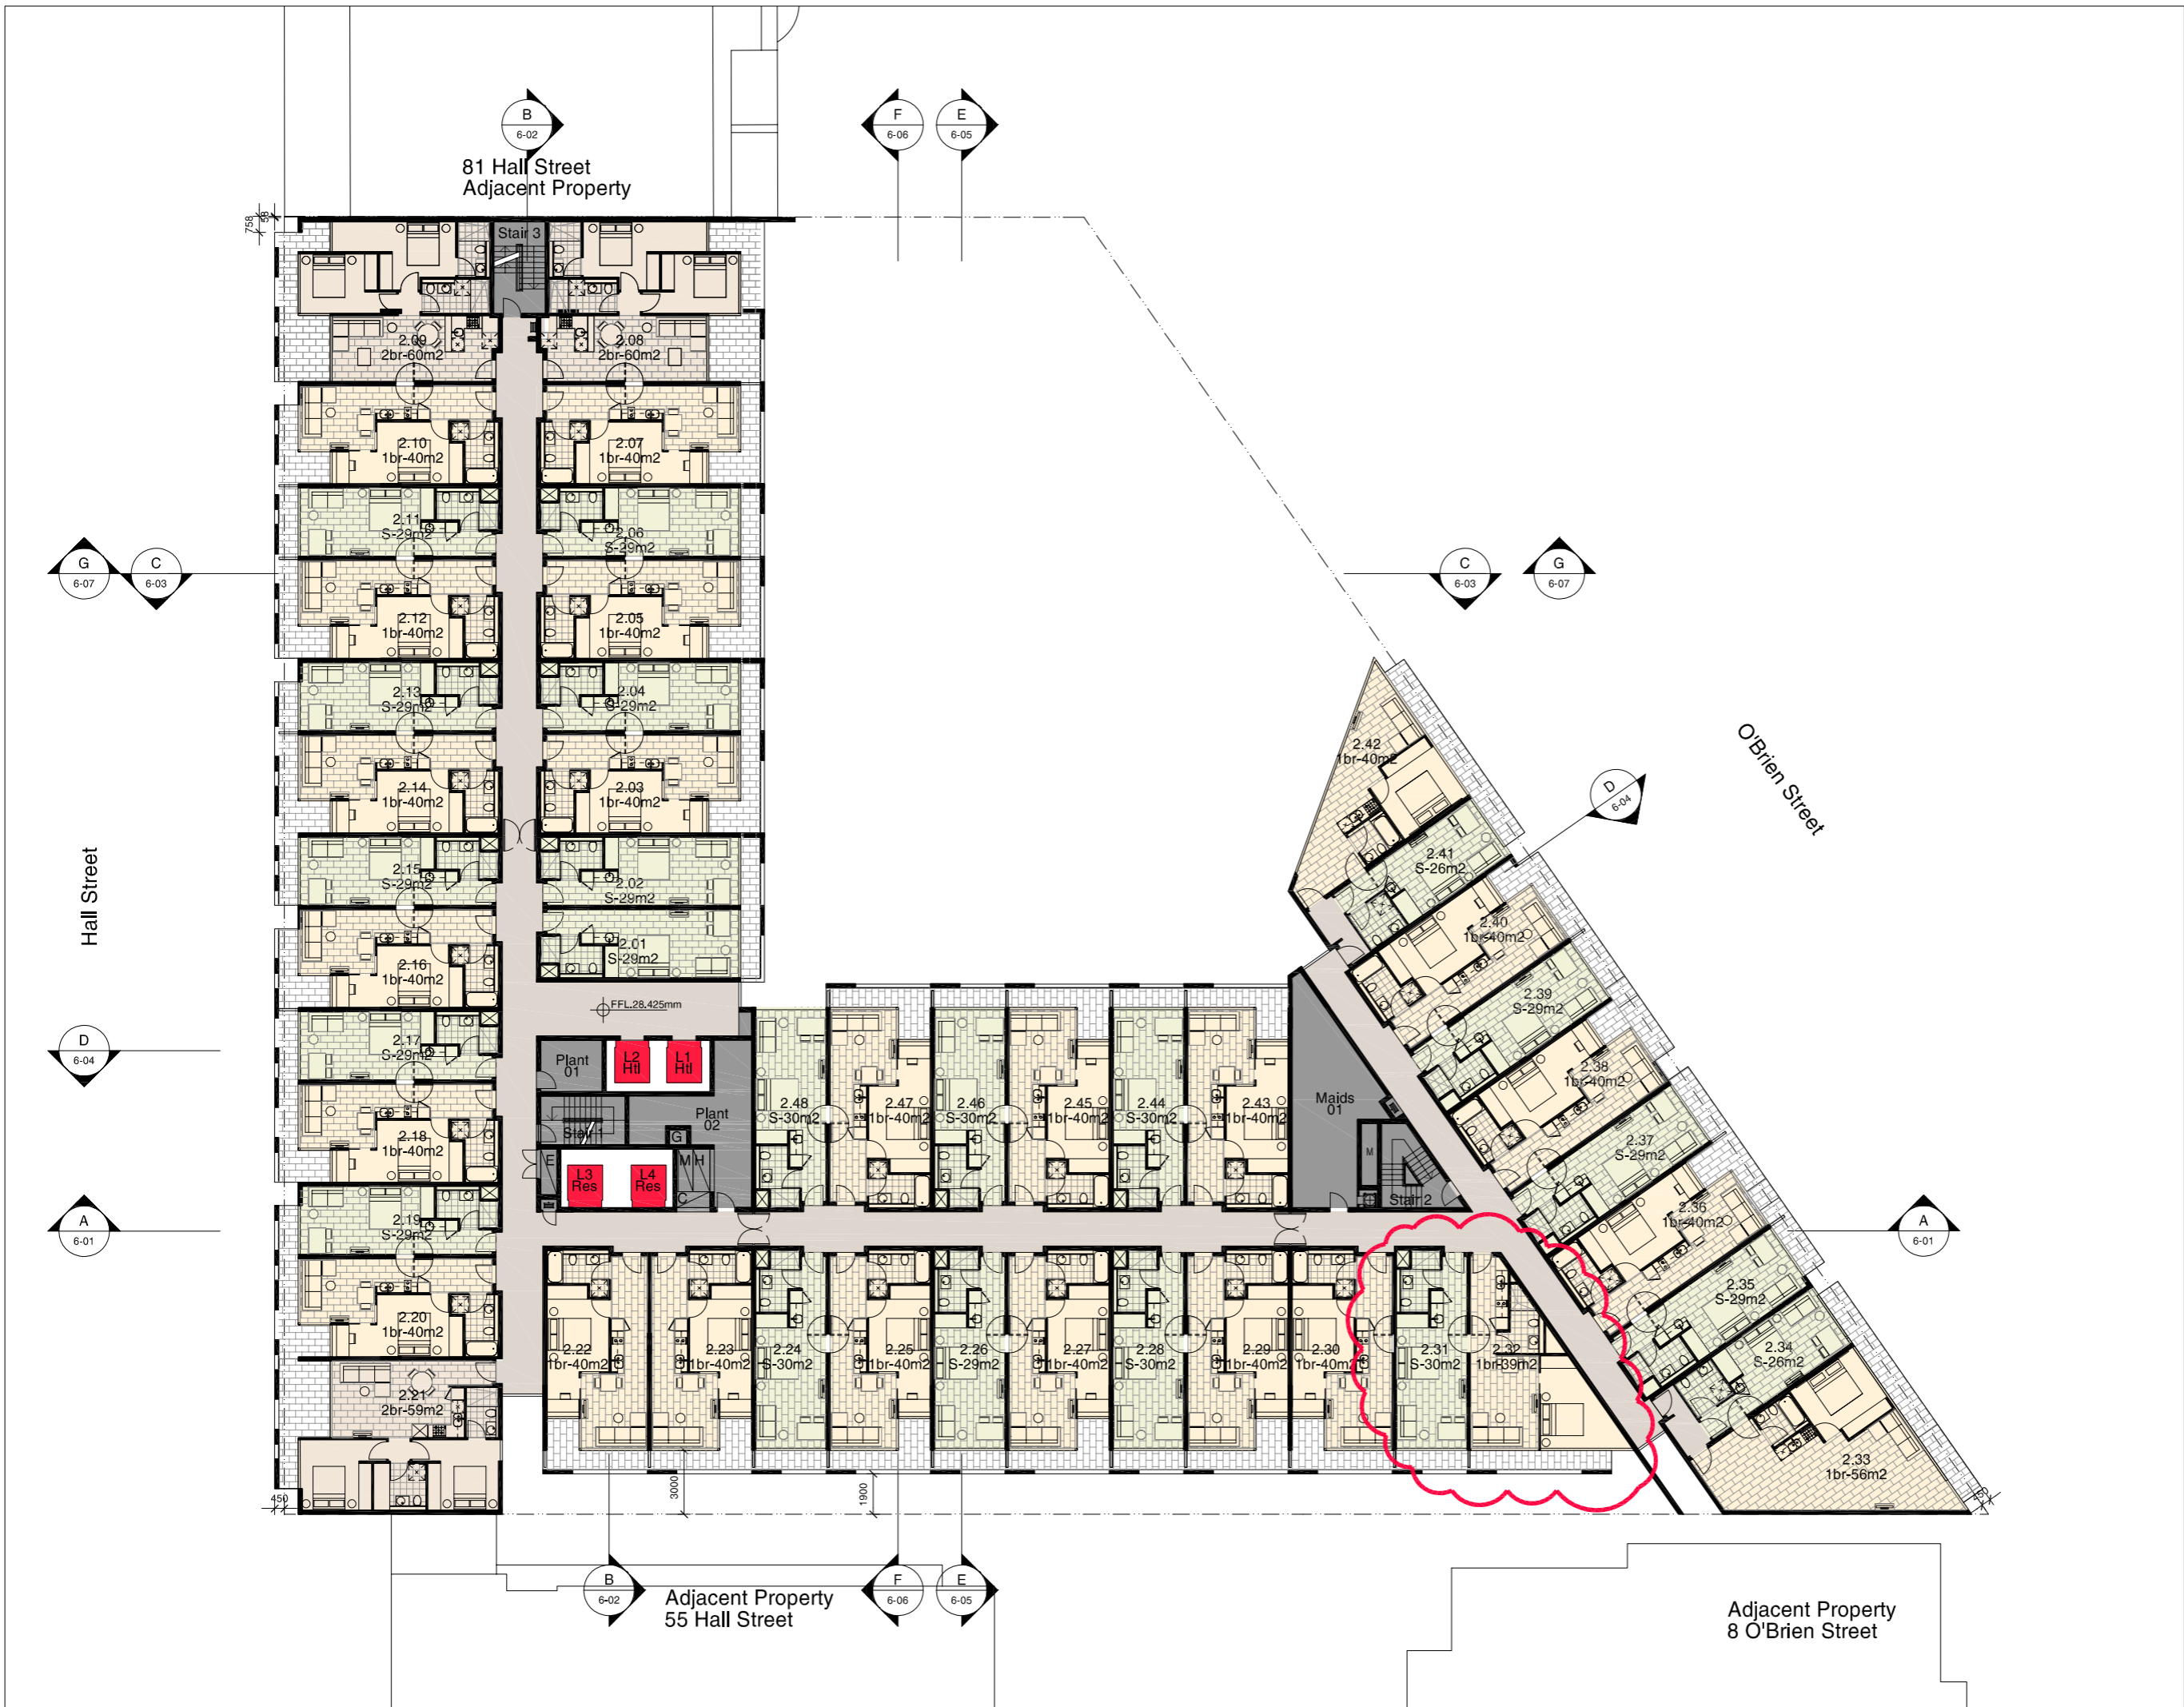 B
6-02
F
6-06
E
6-05
81 Hall Street
Adjacent Property
758
58
Stair 3
2.09
2br-60m2
2.08
2br-60m2
2.10
1br-40m2
2.07
1br-40m2
2.11
S-29m2
2.06
S-29m2
G
6-07
C
6-03
C
6-03
G
6-07
2.12
1br-40m2
2.05
1br-40m2
2.13
S-29m2
2.04
S-29m2
2.14
1br-40m2
2.03
1br-40m2
2.42
1br-40m2
O'Brien Street
D
6-04
2.15
S-29m2
2.02
S-29m2
2.41
S-26m2
Hall Street
2.16
1br-40m2
2.01
S-29m2
2.40
1br-40m2
FFL.28.425mm
2.39
S-29m2
D
6-04
2.17
S-29m2
Plant
01
L2
Htl
L1
Htl
2.38
1br-40m2
2.18
1br-40m2
Stair 1
Plant
02
G
2.48
S-30m2
2.47
1br-40m2
2.46
S-30m2
2.45
1br-40m2
2.44
S-30m2
2.43
1br-40m2
Maids
01
2.37
S-29m2
E
L3
Res
L4
Res
M H
C
M
Stair 2
A
6-01
2.19
S-29m2
2.36
1br-40m2
A
6-01
2.20
1br-40m2
2.35
S-29m2
2.22
1br-40m2
2.23
1br-40m2
2.24
S-30m2
2.25
1br-40m2
2.26
S-29m2
2.27
1br-40m2
2.28
S-30m2
2.29
1br-40m2
2.30
1br-40m2
2.31
S-30m2
2.32
1br-39m2
2.34
S-26m2
2.21
2br-59m2
2.33
1br-56m2
450
3000
1900
B
6-02
Adjacent Property
55 Hall Street
F
6-06
E
6-05
Adjacent Property
8 O'Brien Street